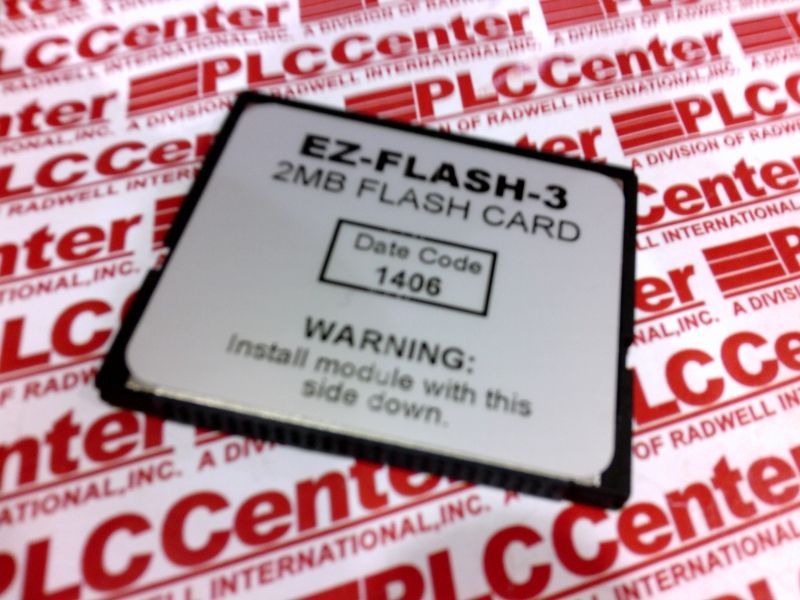 PLCCenter
A DIVISION OF RADWELL INTERNATIONAL, INC.
EZ-FLASH-3
2MB FLASH CARD
Date Code
1406
WARNING:
Install module with this
side down.